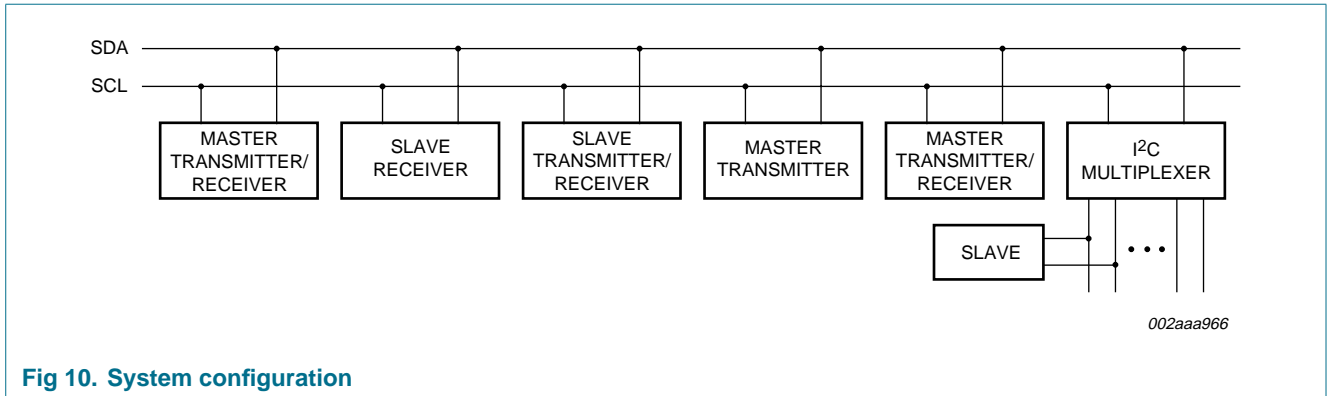 SDA
SCL
MASTER
TRANSMITTER/
RECEIVER
SLAVE
RECEIVER
SLAVE
TRANSMITTER/
RECEIVER
MASTER
TRANSMITTER
MASTER
TRANSMITTER/
RECEIVER
I²C
MULTIPLEXER
SLAVE
002aaa966
Fig 10. System configuration